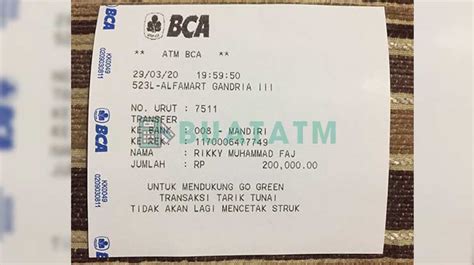 BCA
** ATM BCA **
29/03/20 19:59:50
523L-ALFAMART GANDRIA III
NO. URUT : 7511
TRANSFER
KE BANK : 008 - MANDIRI
KE REK : 1170006477749
NAMA : RIKKY MUHAMMAD FAJ
JUMLAH : RP 200,000.00
UNTUK MENDUKUNG GO GREEN
TRANSAKSI TARIK TUNAI
TIDAK AKAN LAGI MENCETAK STRUK
BUATATM
BCA
BCA